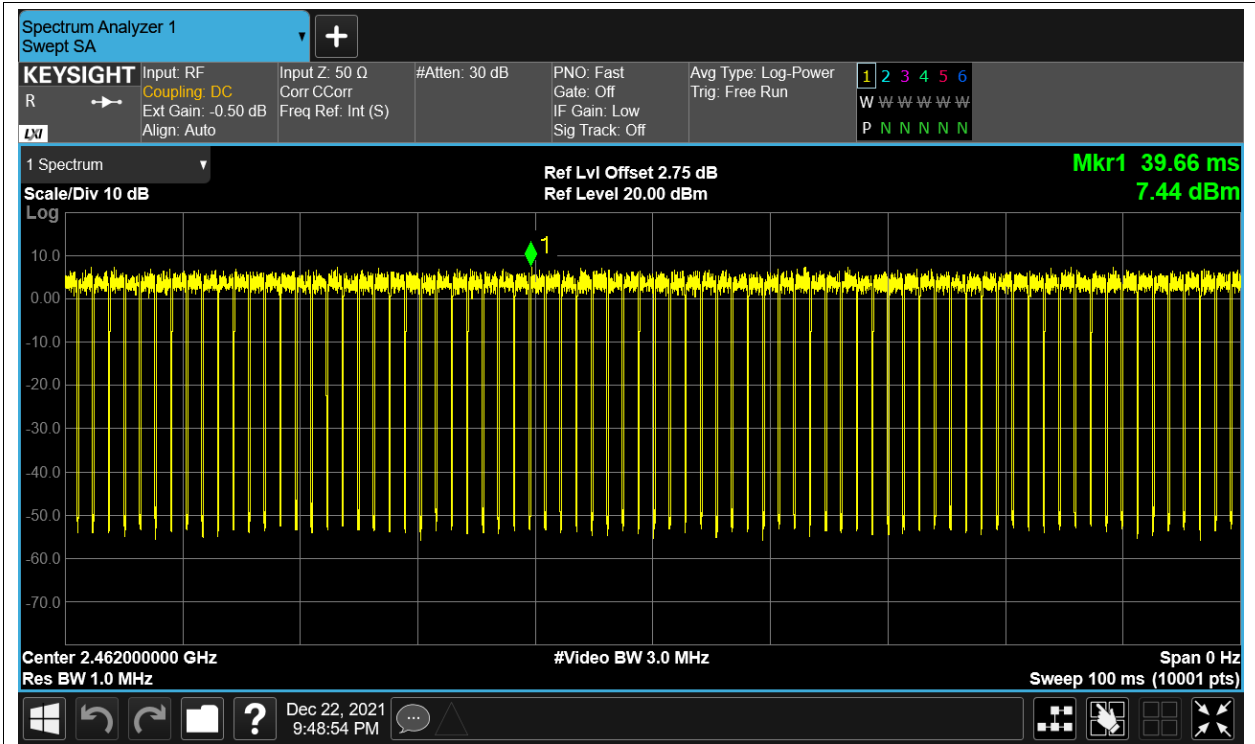 Spectrum Analyzer 1
Swept SA
KEYSIGHT
R
LXI
Input: RF
Coupling: DC
Ext Gain: -0.50 dB
Align: Auto
Input Z: 50 Ω
Corr CCorr
Freq Ref: Int (S)
#Atten: 30 dB
PNO: Fast
Gate: Off
IF Gain: Low
Sig Track: Off
Avg Type: Log-Power
Trig: Free Run
1 2 3 4 5 6
W W W W W W
P N N N N N
1 Spectrum
Scale/Div 10 dB
Log
Ref Lvl Offset 2.75 dB
Ref Level 20.00 dBm
Mkr1 39.66 ms
7.44 dBm
1
10.0
0.00
-10.0
-20.0
-30.0
-40.0
-50.0
-60.0
-70.0
Center 2.462000000 GHz
Res BW 1.0 MHz
#Video BW 3.0 MHz
Span 0 Hz
Sweep 100 ms (10001 pts)
?
Dec 22, 2021
9:48:54 PM